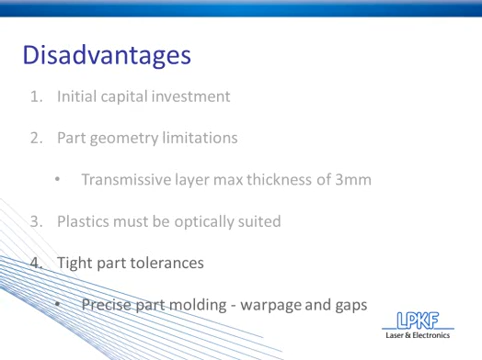 Disadvantages
1. Initial capital investment
2. Part geometry limitations
• Transmissive layer max thickness of 3mm
3. Plastics must be optically suited
4. Tight part tolerances
• Precise part molding - warpage and gaps
LPKF
Laser & Electronics